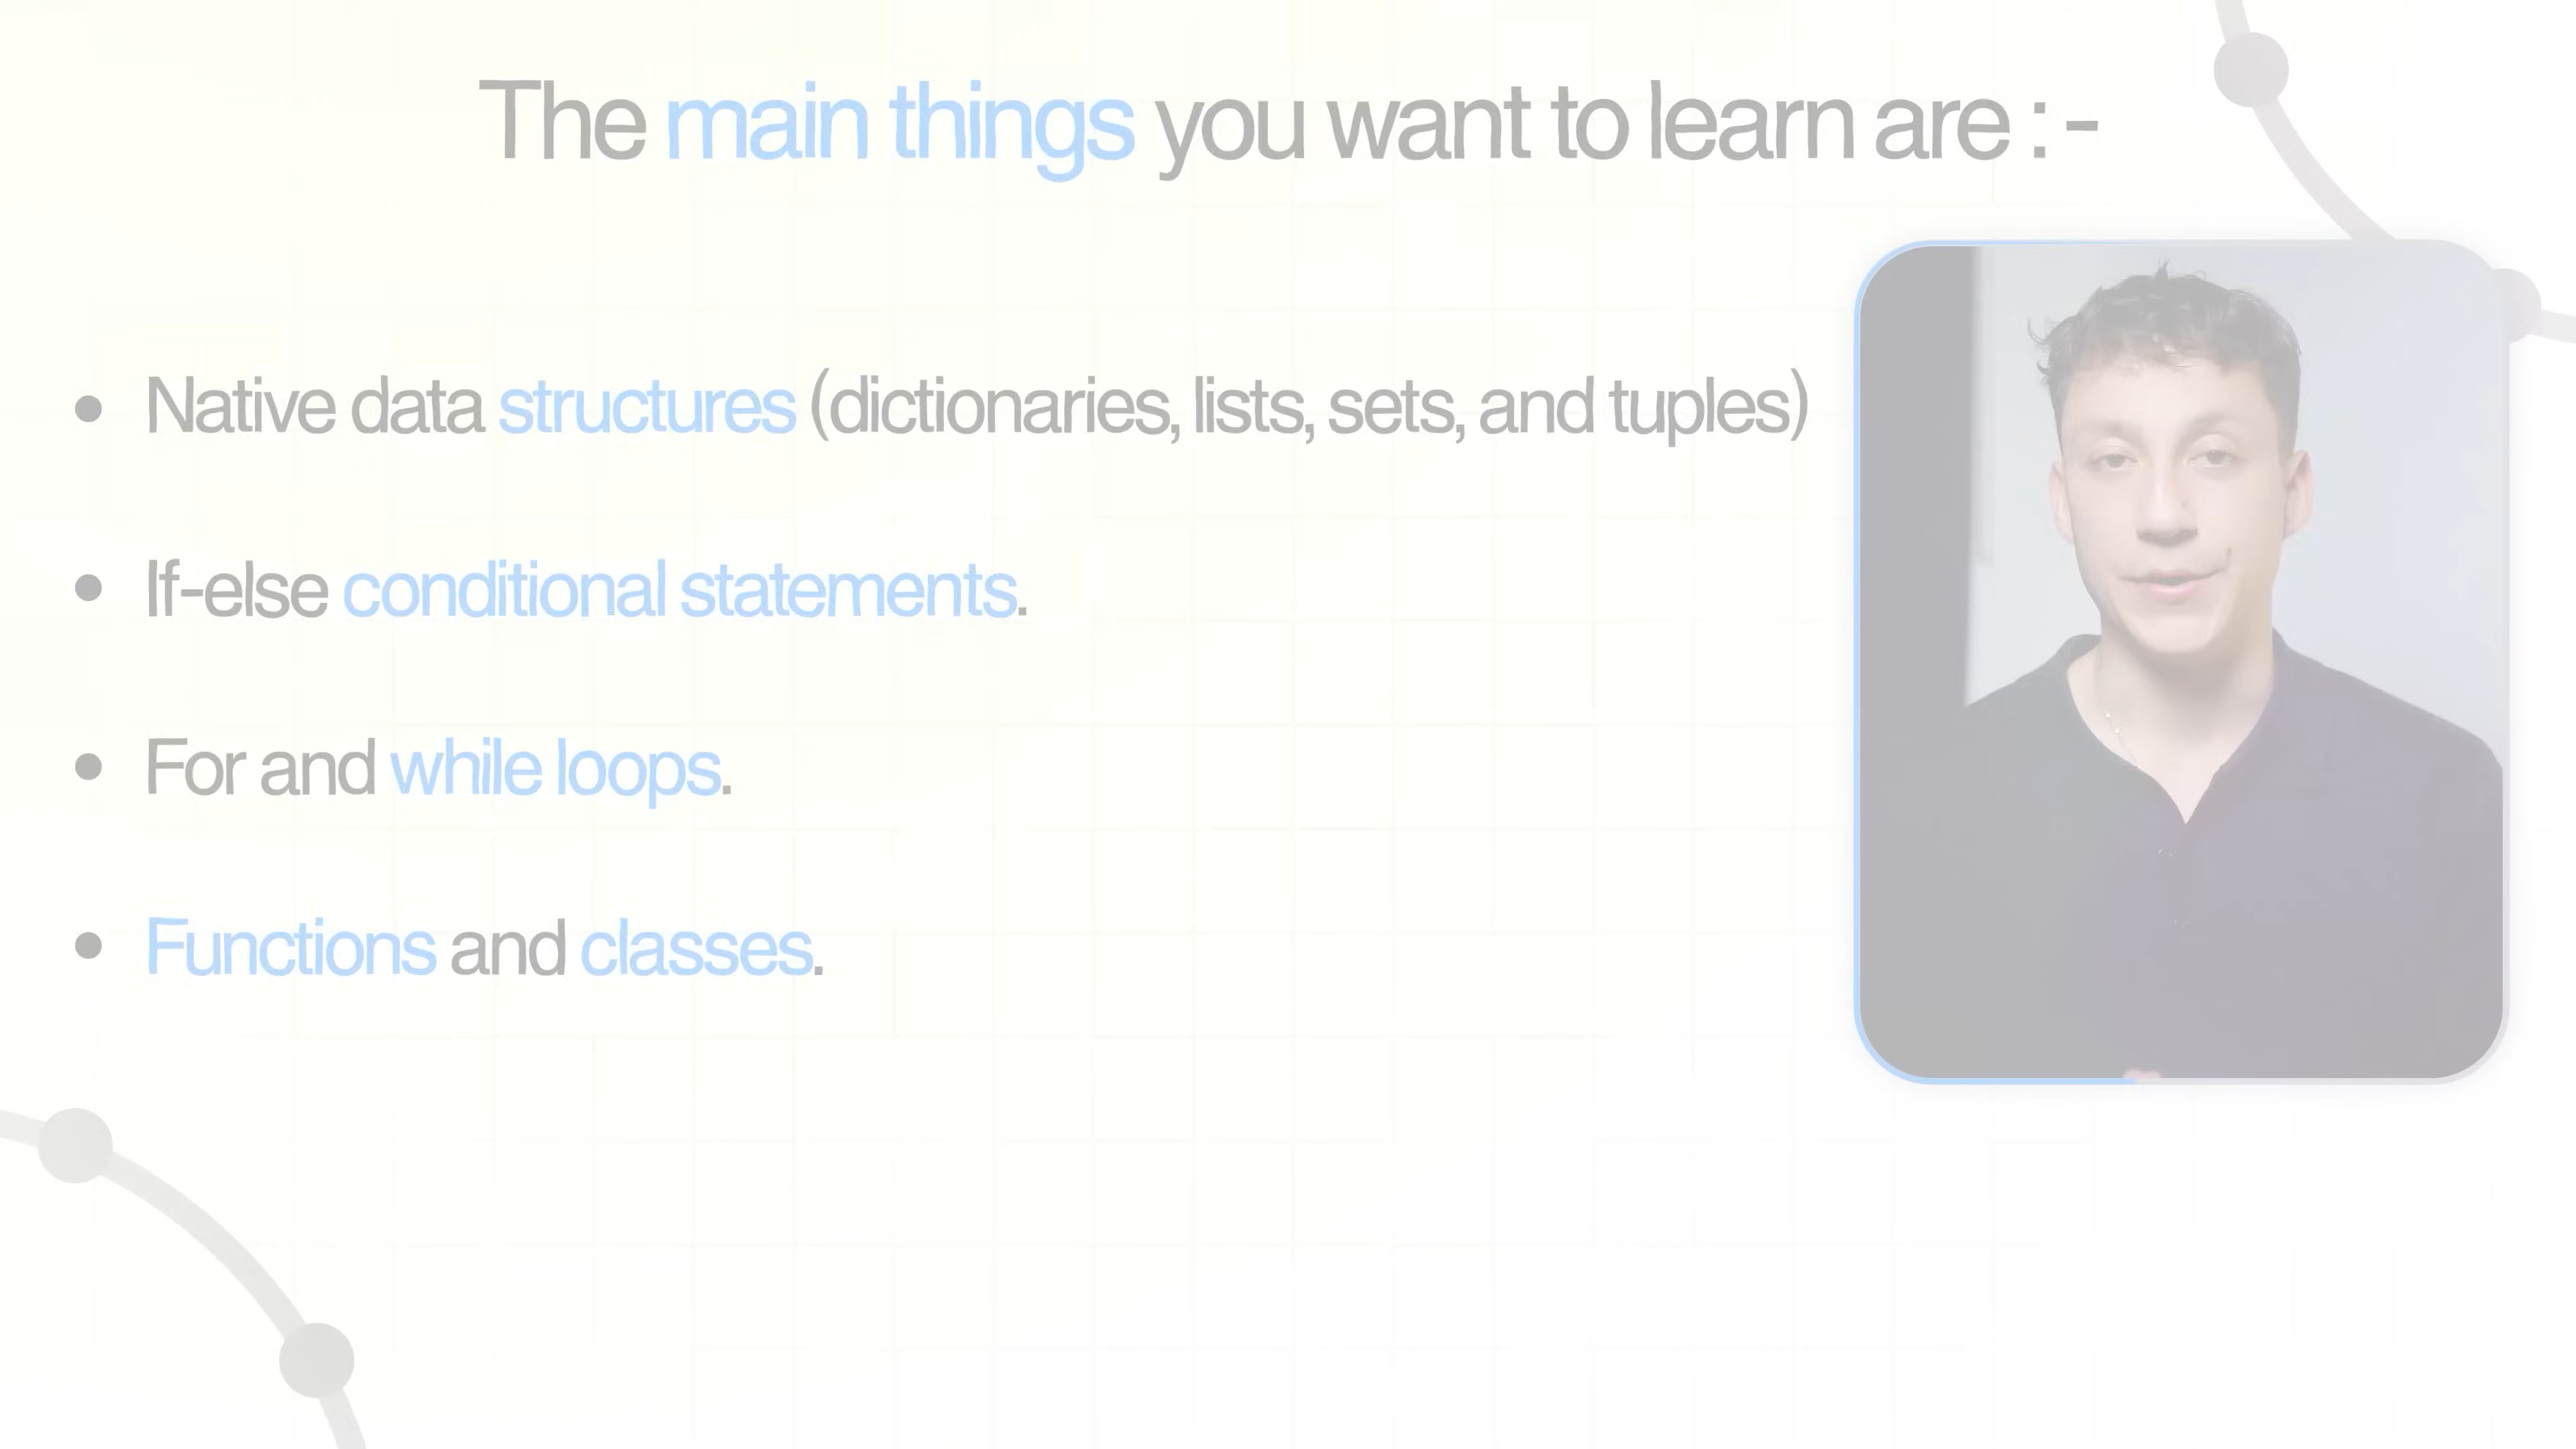 The main things you want to learn are : -
• Native data structures (dictionaries, lists, sets, and tuples)
• If-else conditional statements.
• For and while loops.
• Functions and classes.